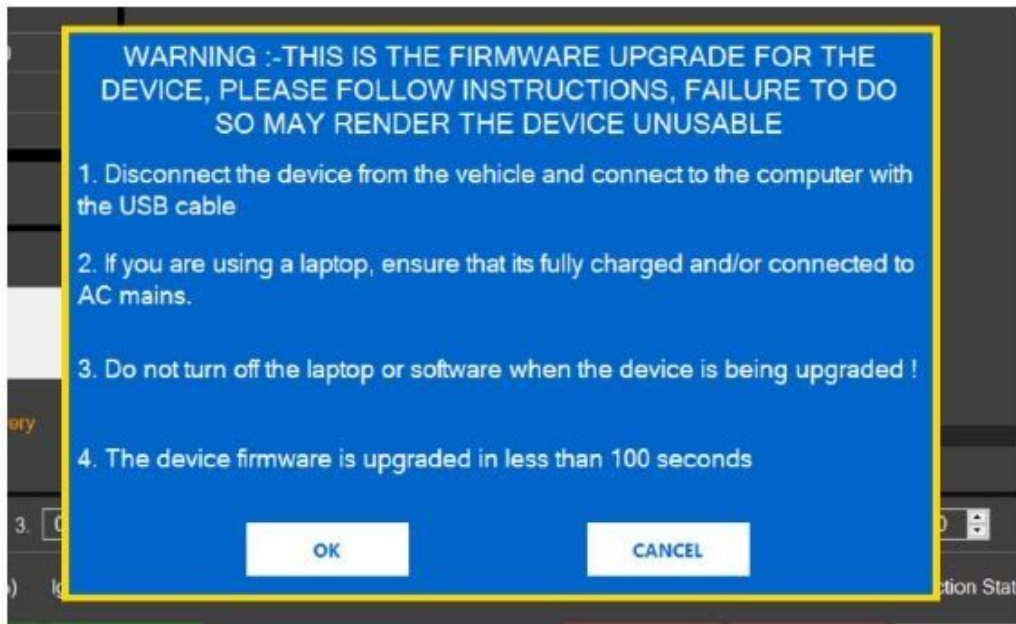 WARNING :-THIS IS THE FIRMWARE UPGRADE FOR THE
DEVICE, PLEASE FOLLOW INSTRUCTIONS, FAILURE TO DO
SO MAY RENDER THE DEVICE UNUSABLE
1. Disconnect the device from the vehicle and connect to the computer with
the USB cable
2. If you are using a laptop, ensure that its fully charged and/or connected to
AC mains.
3. Do not turn off the laptop or software when the device is being upgraded !
4. The device firmware is upgraded in less than 100 seconds
3.
OK
CANCEL